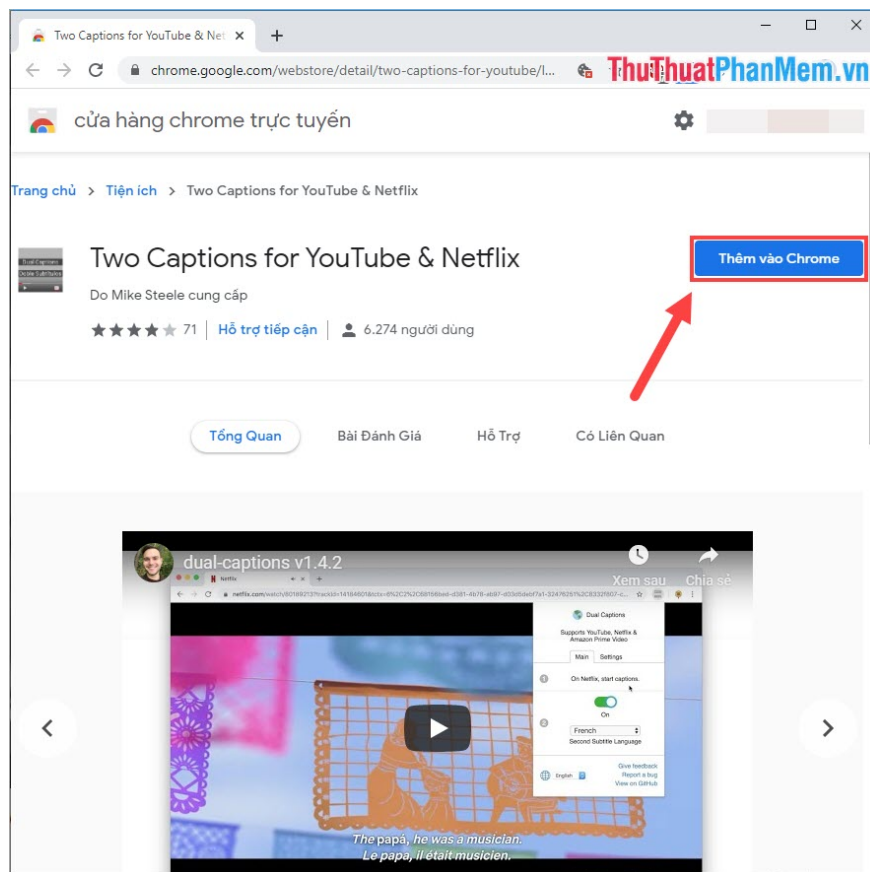 Two Captions for YouTube & Net
chrome.google.com/webstore/detail/two-captions-for-youtube/l...
ThuThuatPhanMem.vn
cửa hàng chrome trực tuyến
Trang chủ > Tiện ích > Two Captions for YouTube & Netflix
Two Captions for YouTube & Netflix
Thêm vào Chrome
Do Mike Steele cung cấp
71 Hỗ trợ tiếp cận 6.274 người dùng
Tổng Quan Bài Đánh Giá Hỗ Trợ Có Liên Quan
dual-captions v1.4.2
Xem sau Chia sẻ
Netflix
Dual Captions
Supports YouTube, Netflix &
Amazon Prime Video
Main Settings
1 On Netflix, start captions.
On
2 French
Second Subtitle Language
Give feedback
English Report a bug
View on GitHub
The papá, he was a musician.
Le papa, il était musicien.